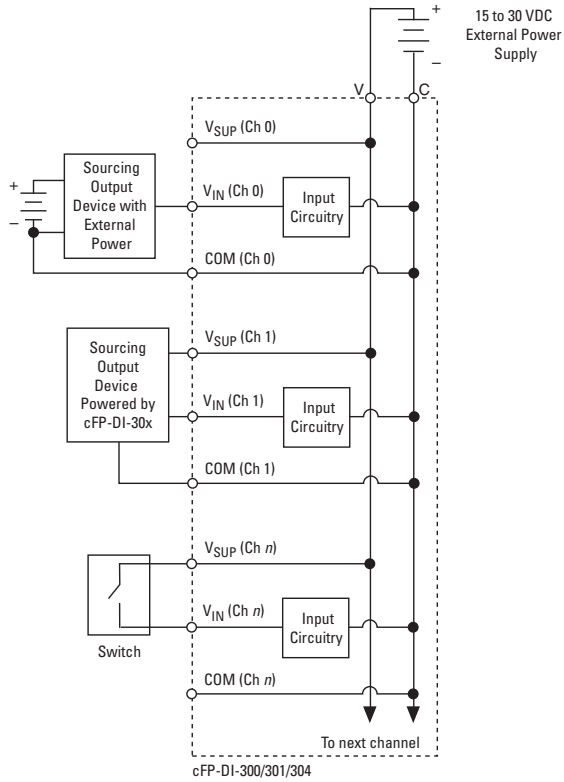 +
15 to 30 VDC
External Power
Supply
–
V
C
V_SUP (Ch 0)
Sourcing
Output
Device with
External
Power
+
–
V_IN (Ch 0)
Input
Circuitry
COM (Ch 0)
V_SUP (Ch 1)
Sourcing
Output
Device
Powered by
cFP-DI-30x
V_IN (Ch 1)
Input
Circuitry
COM (Ch 1)
V_SUP (Ch n)
V_IN (Ch n)
Input
Circuitry
Switch
COM (Ch n)
To next channel
cFP-DI-300/301/304